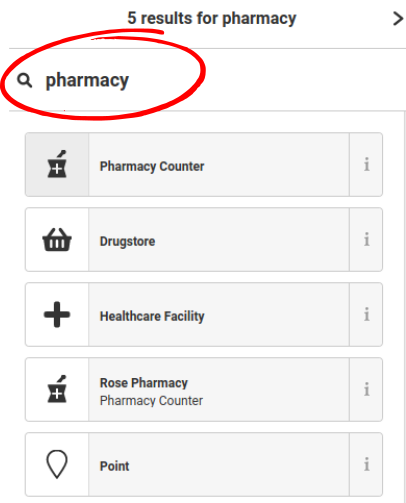 5 results for pharmacy
pharmacy
Pharmacy Counter
i
Drugstore
i
Healthcare Facility
i
Rose Pharmacy
Pharmacy Counter
i
Point
i